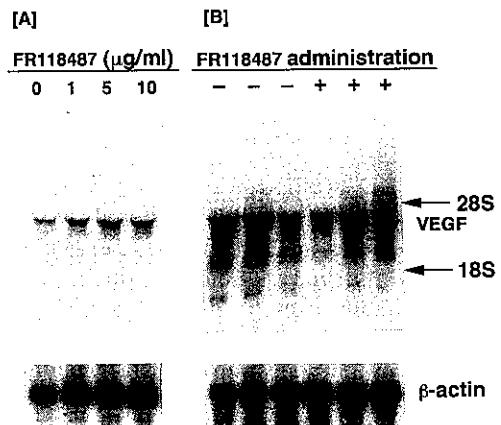 [A] [B]
FR118487 (μg/ml) FR118487 administration
0 1 5 10 − − − + + +
28S
VEGF
18S
β-actin